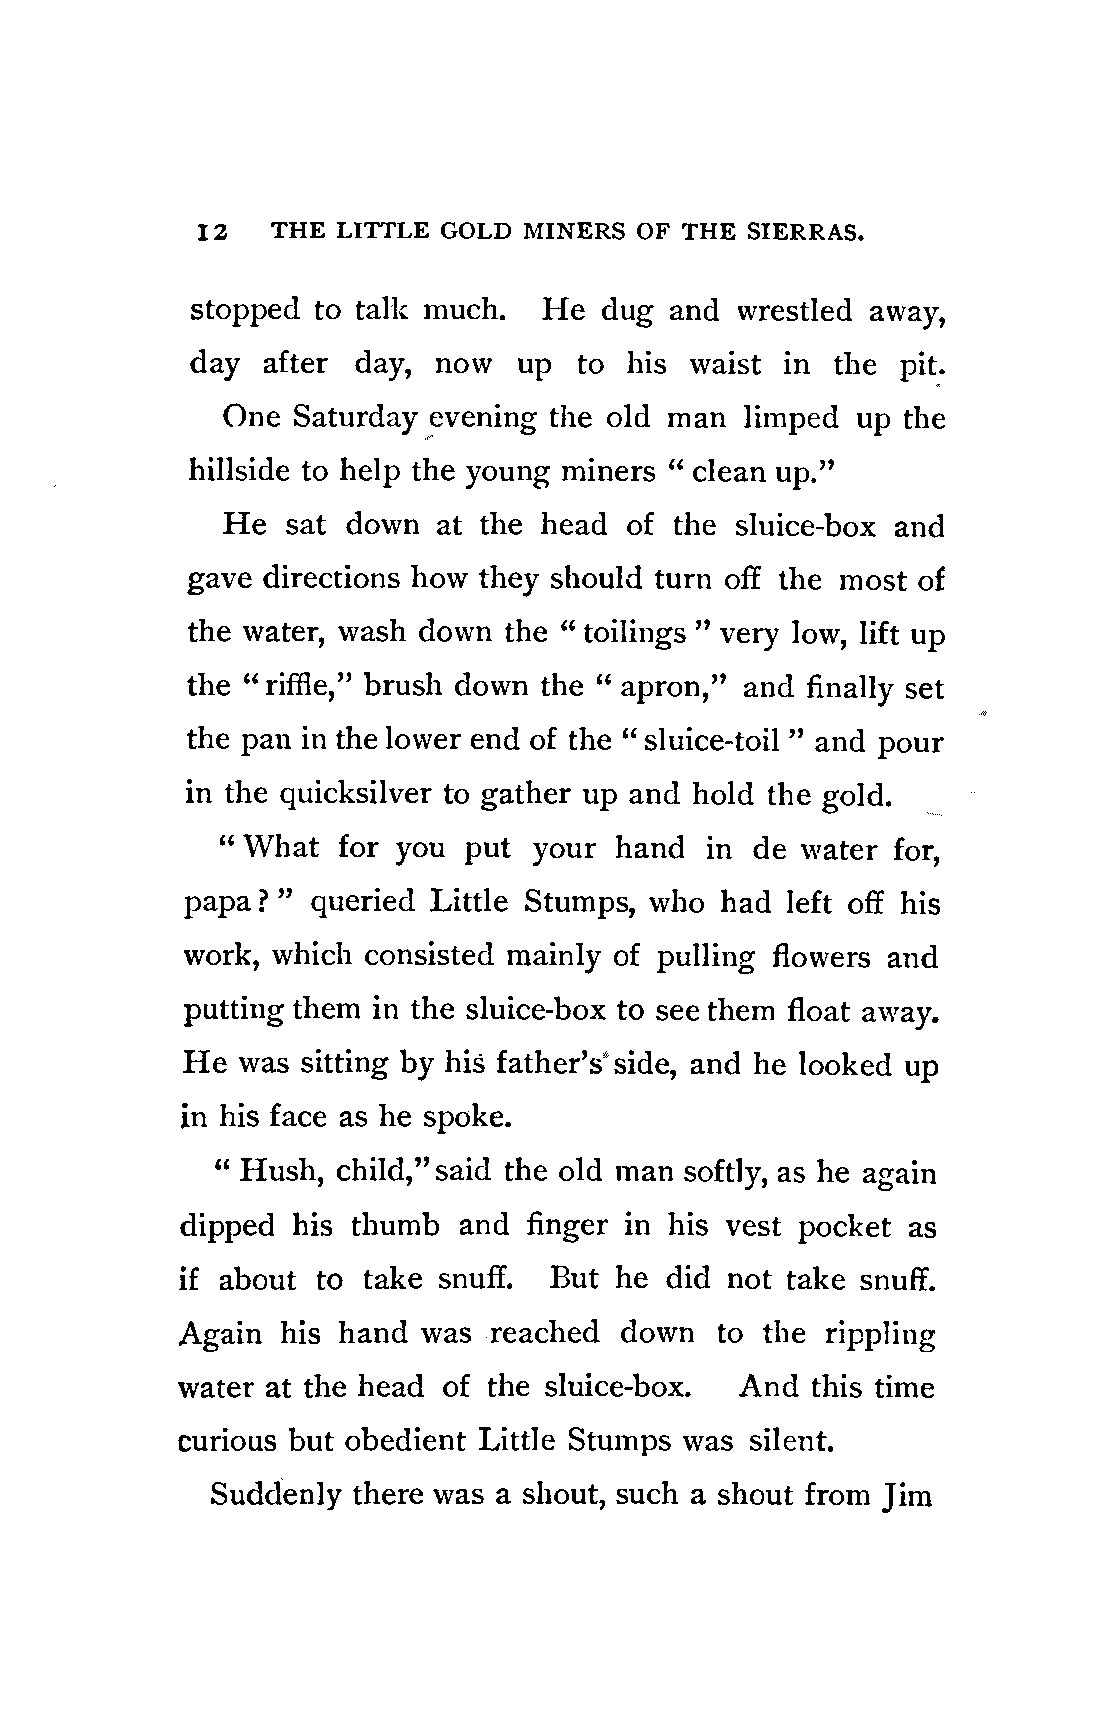 12 THE LITTLE GOLD MINERS OF THE SIERRAS.
stopped to talk much. He dug and wrestled away,
day after day, now up to his waist in the pit.
One Saturday evening the old man limped up the
hillside to help the young miners “ clean up.”
He sat down at the head of the sluice-box and
gave directions how they should turn off the most of
the water, wash down the “ toilings ” very low, lift up
the “ riffle,” brush down the “ apron,” and finally set
the pan in the lower end of the “ sluice-toil ” and pour
in the quicksilver to gather up and hold the gold.
“ What for you put your hand in de water for,
papa ? ” queried Little Stumps, who had left off his
work, which consisted mainly of pulling flowers and
putting them in the sluice-box to see them float away.
He was sitting by his father’s side, and he looked up
in his face as he spoke.
“ Hush, child,” said the old man softly, as he again
dipped his thumb and finger in his vest pocket as
if about to take snuff. But he did not take snuff.
Again his hand was reached down to the rippling
water at the head of the sluice-box. And this time
curious but obedient Little Stumps was silent.
Suddenly there was a shout, such a shout from Jim